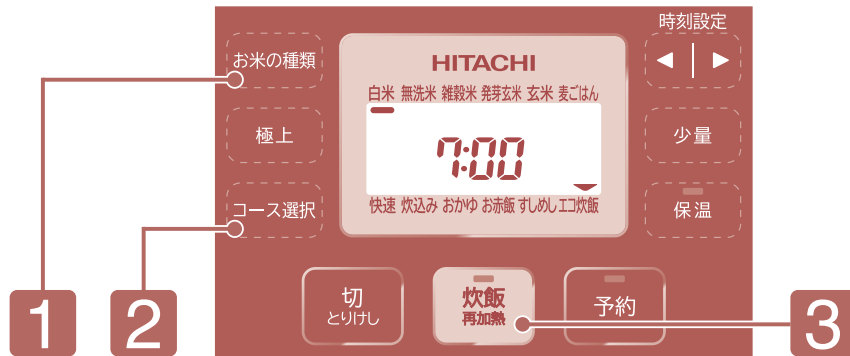 時刻設定
お米の種類
HITACHI
◀ ▶
白米 無洗米 雑穀米 発芽玄米 玄米 麦ごはん
極上
7:00
少量
コース選択
快速 炊込み おかゆ お赤飯 すしめし エコ炊飯
保温
切
とりけし
炊飯
再加熱
予約
1
2
3